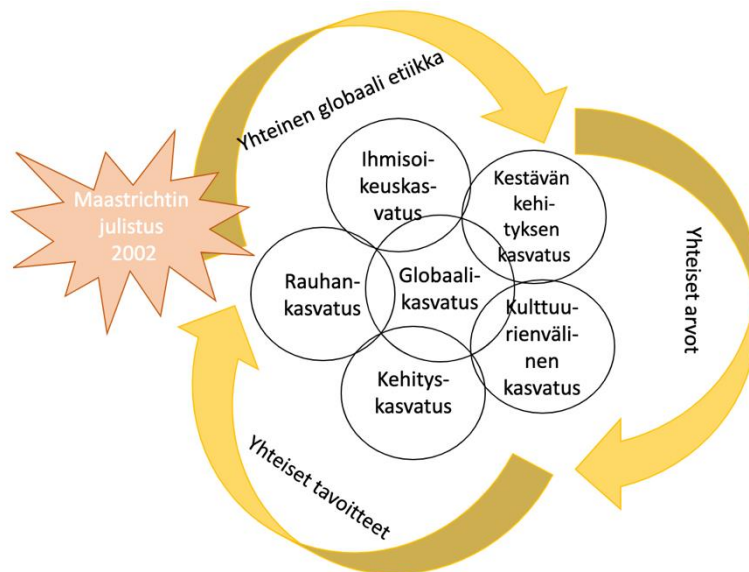 Yhteinen globaali etiikka
Maastrichtin
julistus
2002
Ihmisoi-
keuskas-
vatus
Kestävän
kehi-
tyksen
kasvatus
Rauhan-
kasvatus
Globaali-
kasvatus
Kulttuu-
rienväli-
nen
kasvatus
Kehitys-
kasvatus
Yhteiset arvot
Yhteiset tavoitteet